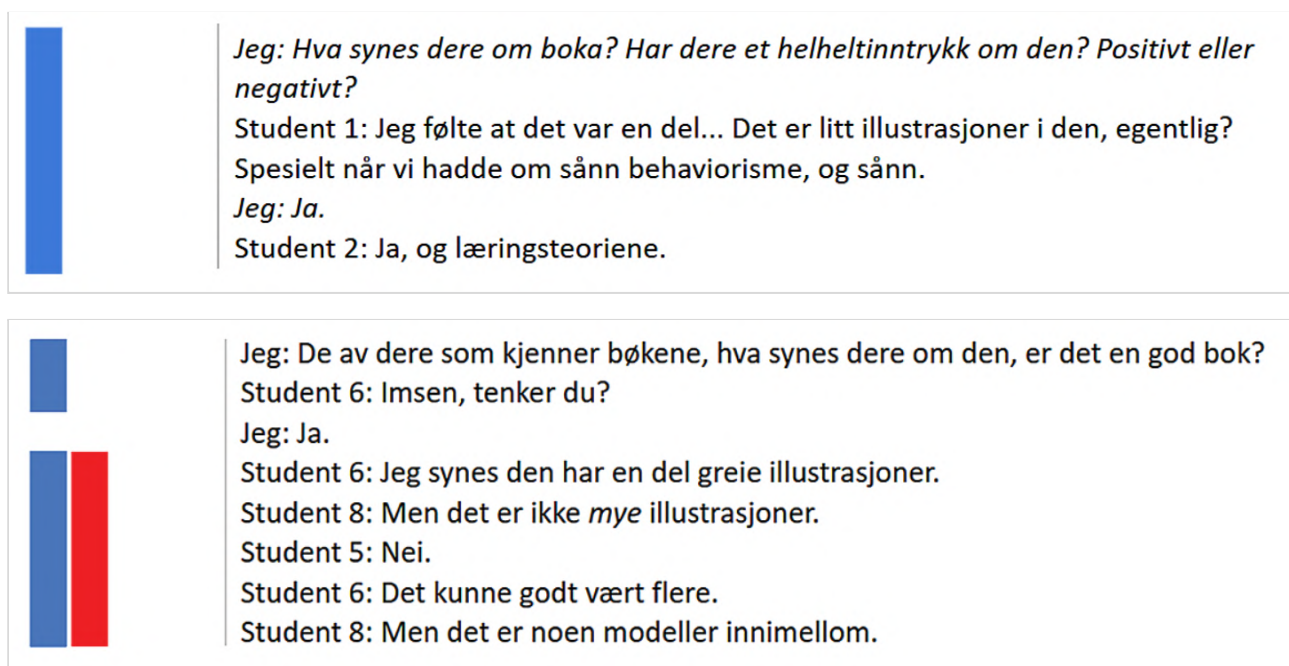 Jeg: Hva synes dere om boka? Har dere et helheltinntrykk om den? Positivt eller
negativt?
Student 1: Jeg følte at det var en del... Det er litt illustrasjoner i den, egentlig?
Spesielt når vi hadde om sånn behaviorisme, og sånn.
Jeg: Ja.
Student 2: Ja, og læringsteoriene.
Jeg: De av dere som kjenner bøkene, hva synes dere om den, er det en god bok?
Student 6: Imsen, tenker du?
Jeg: Ja.
Student 6: Jeg synes den har en del greie illustrasjoner.
Student 8: Men det er ikke mye illustrasjoner.
Student 5: Nei.
Student 6: Det kunne godt vært flere.
Student 8: Men det er noen modeller innimellom.